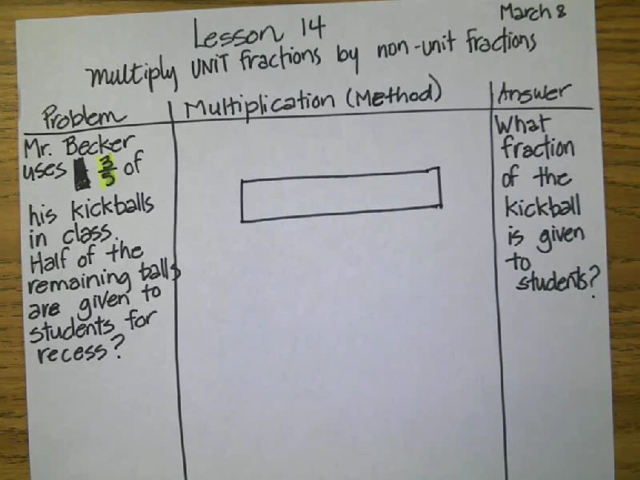 March 8
Lesson 14
Multiply UNIT fractions by non-unit fractions
Problem
Multiplication (Method)
Answer
Mr. Becker
uses 3/5 of
his kickballs
in class.
Half of the
remaining balls
are given to
students for
recess?
What
fraction
of the
kickball
is given
to
students?